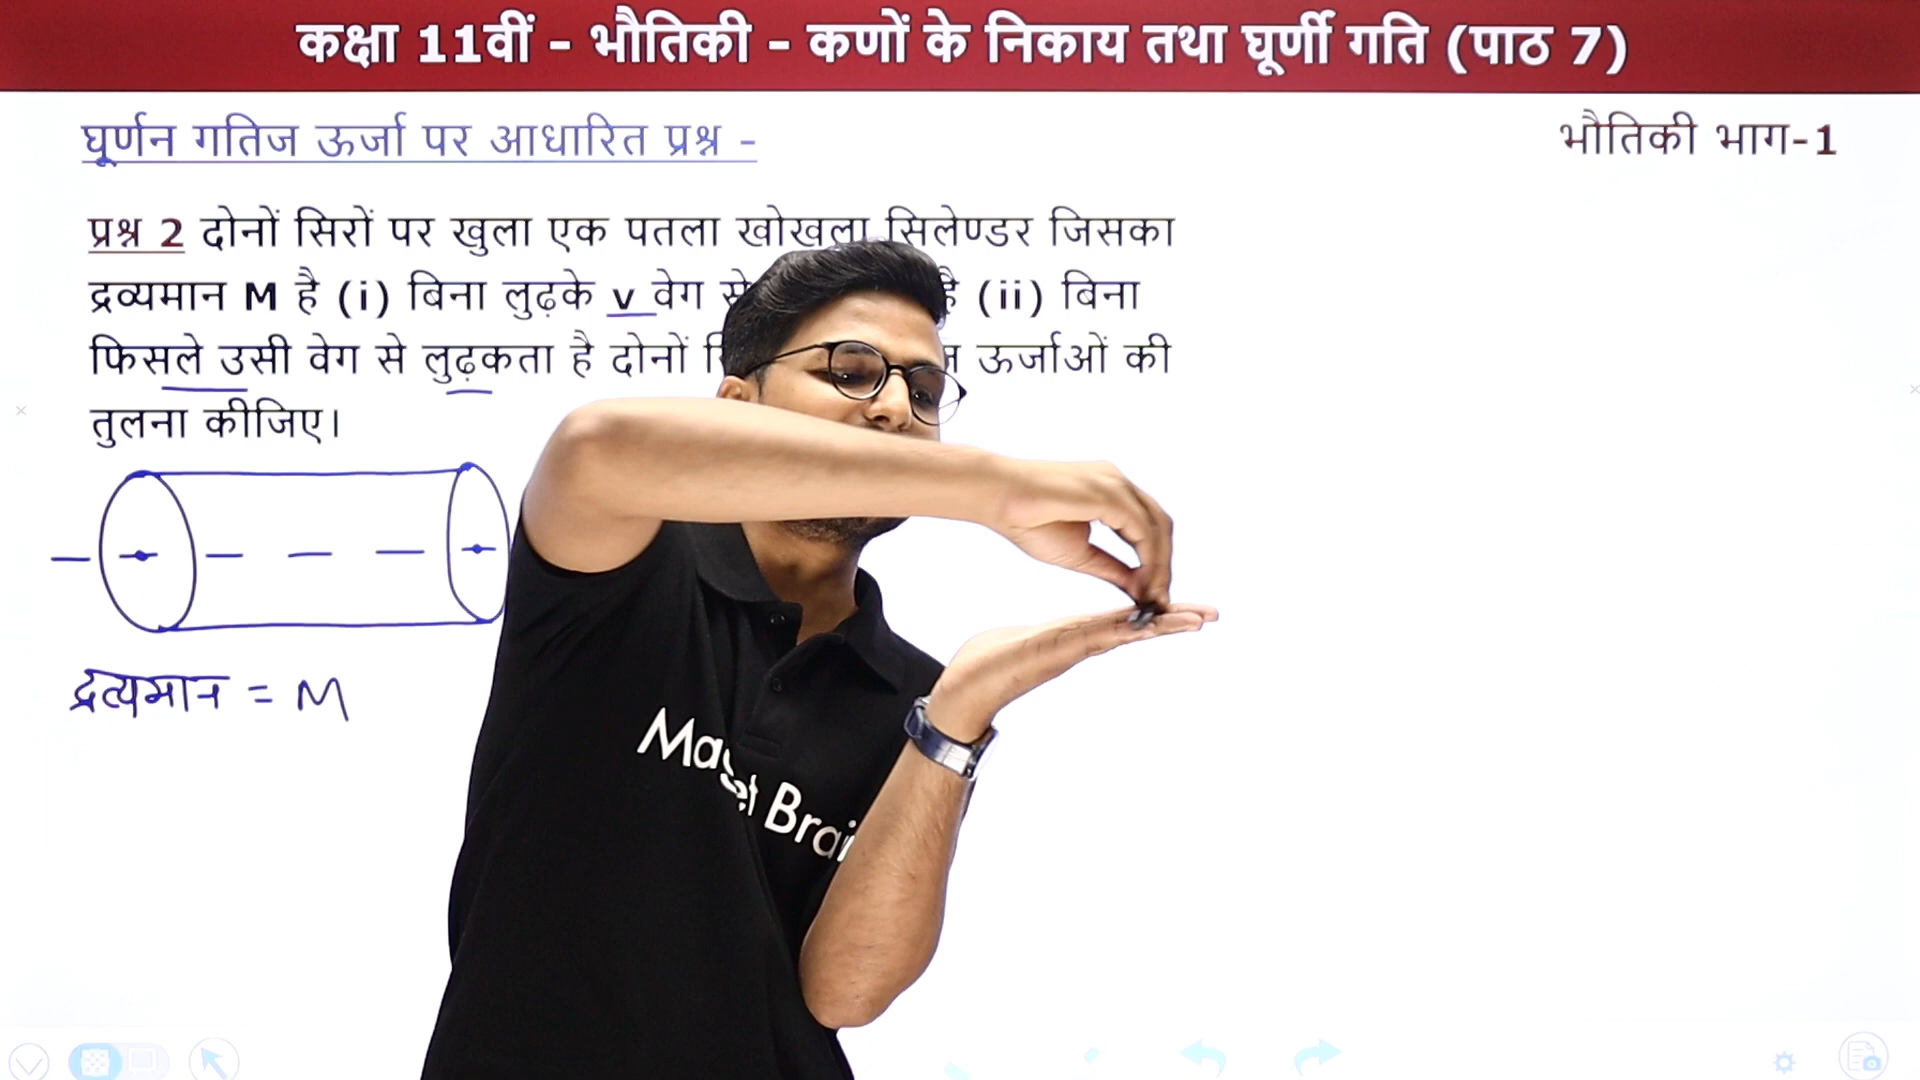 कक्षा 11वीं - भौतिकी - कणों के निकाय तथा घूर्णी गति (पाठ 7)
घूर्णन गतिज ऊर्जा पर आधारित प्रश्न -
भौतिकी भाग-1
प्रश्न 2 दोनों सिरों पर खुला एक पतला खोखला सिलेण्डर जिसका
द्रव्यमान M है (i) बिना लुढ़के v वेग से है (ii) बिना
फिसले उसी वेग से लुढ़कता है दोनों ऊर्जाओं की
तुलना कीजिए।
द्रव्यमान = M